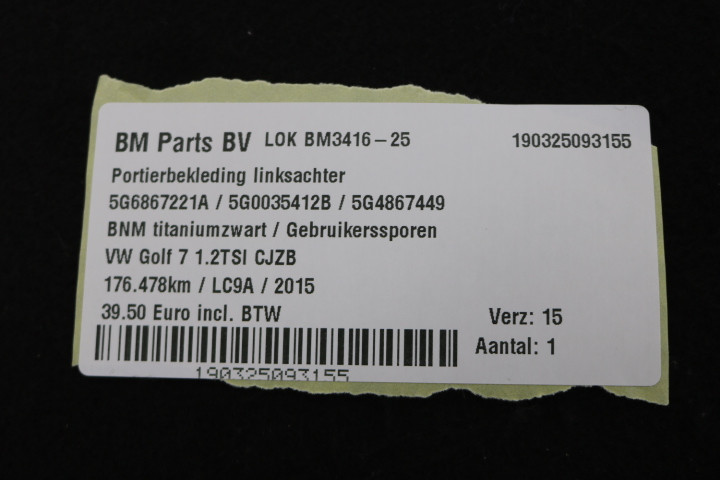 BM Parts BV LOK BM3416-25 190325093155
Portierbekleding linksachter
5G6867221A / 5G0035412B / 5G4867449
BNM titaniumzwart / Gebruikerssporen
VW Golf 7 1.2TSI CJZB
176.478km / LC9A / 2015
39.50 Euro incl. BTW
Verz: 15
Aantal: 1
190325093155